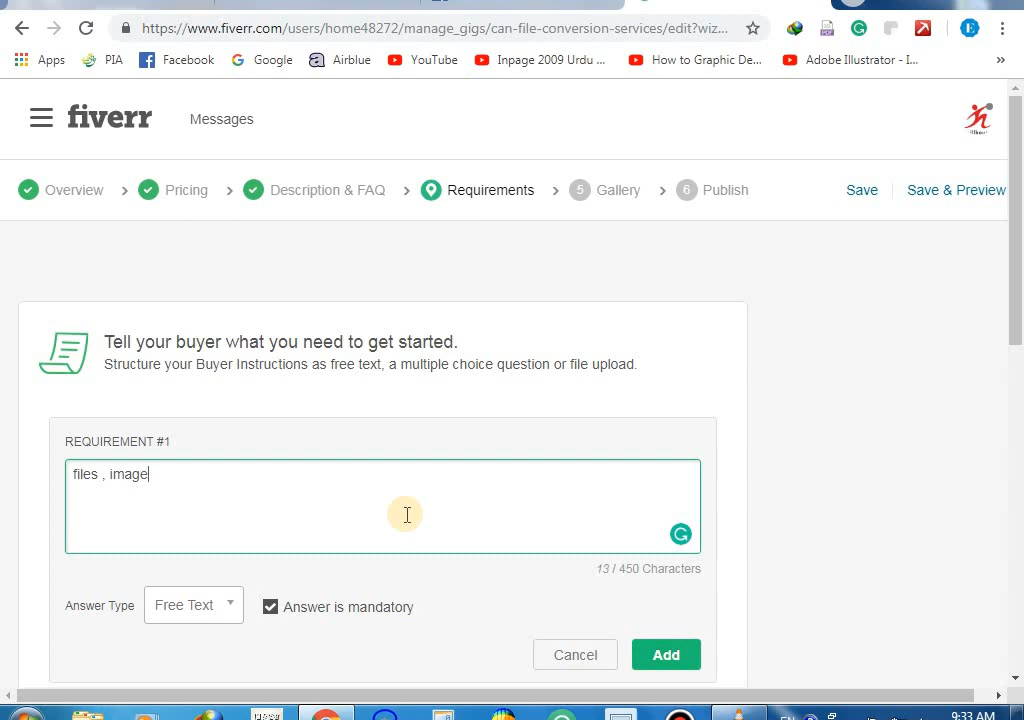 https://www.fiverr.com/users/home48272/manage_gigs/can-file-conversion-services/edit?wiz...
Apps PIA Facebook Google Airblue YouTube Inpage 2009 Urdu ... How to Graphic De... Adobe Illustrator - I... »
fiverr Messages
Overview Pricing Description & FAQ Requirements 5 Gallery 6 Publish Save Save & Preview
Tell your buyer what you need to get started.
Structure your Buyer Instructions as free text, a multiple choice question or file upload.
REQUIREMENT #1
files , image
13 / 450 Characters
Answer Type Free Text Answer is mandatory
Cancel Add
EN 9:33 AM